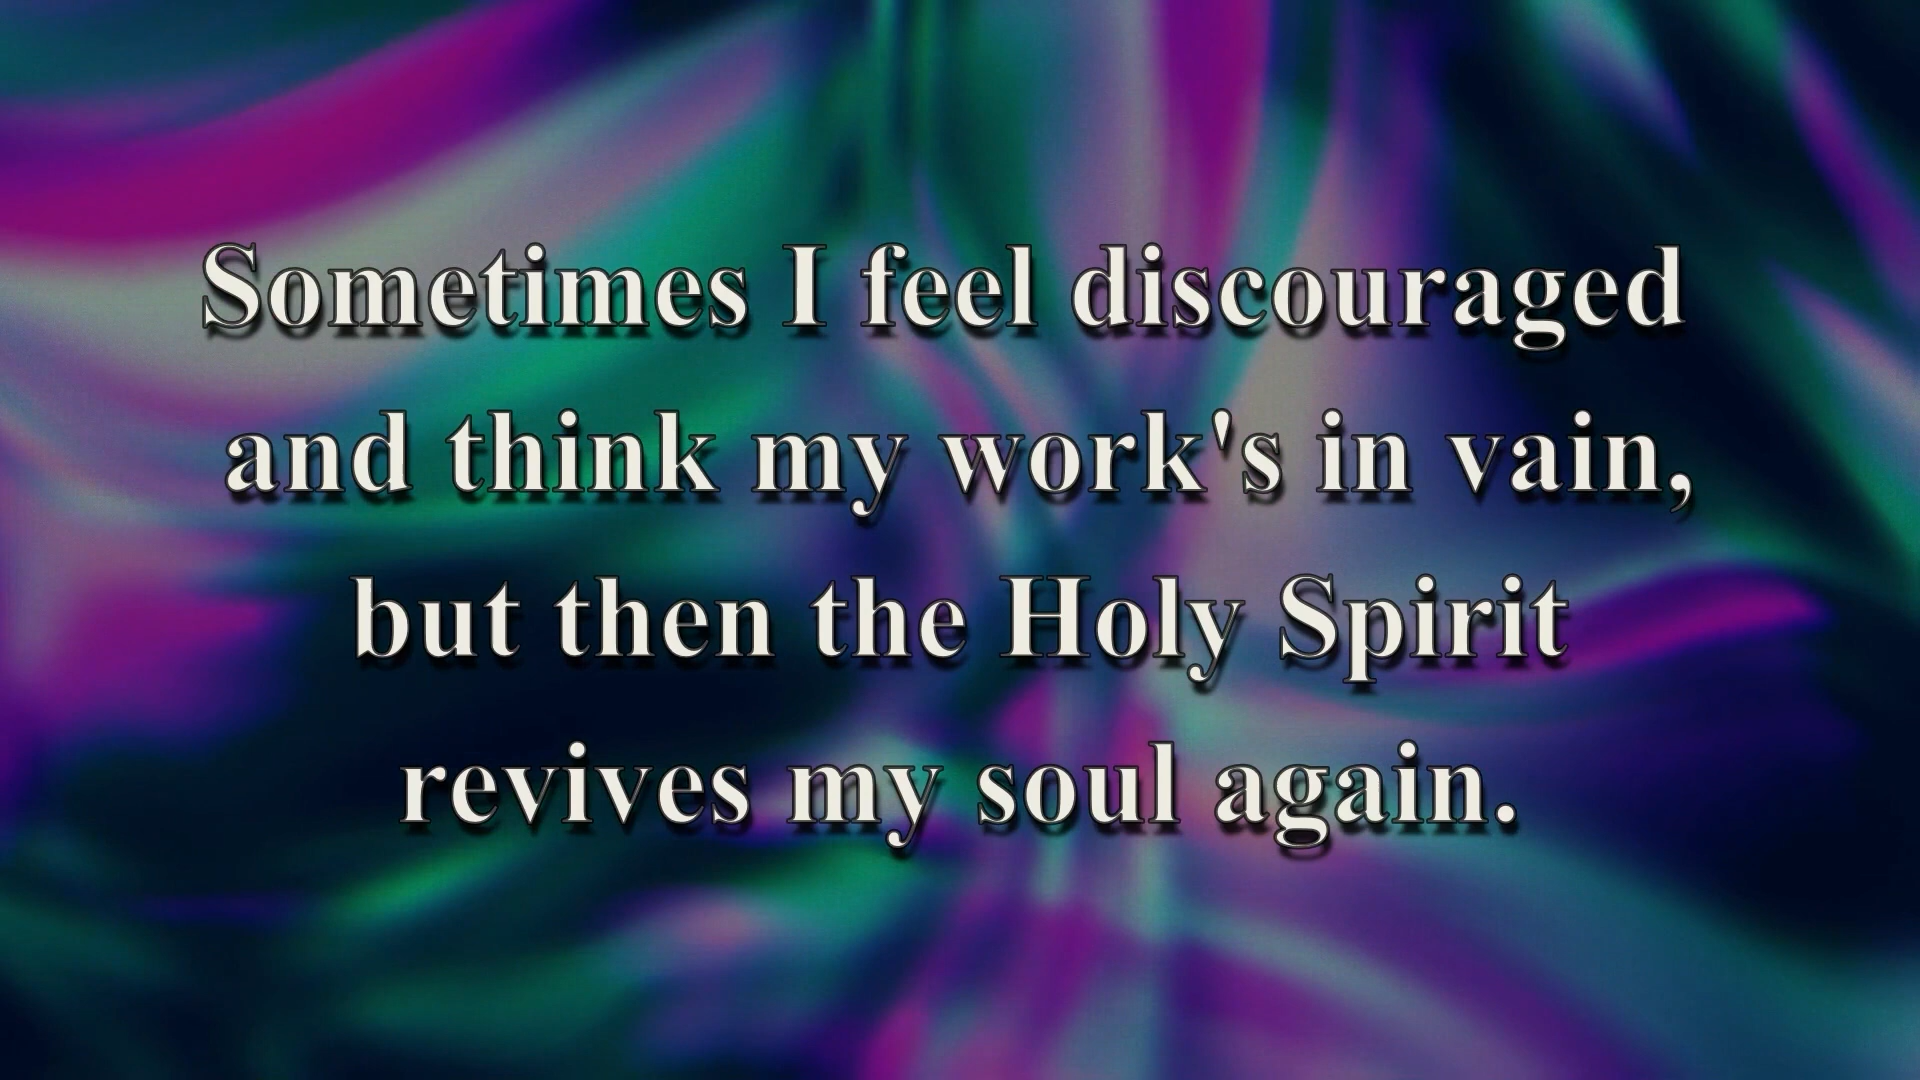 Sometimes I feel discouraged
and think my work's in vain,
but then the Holy Spirit
revives my soul again.